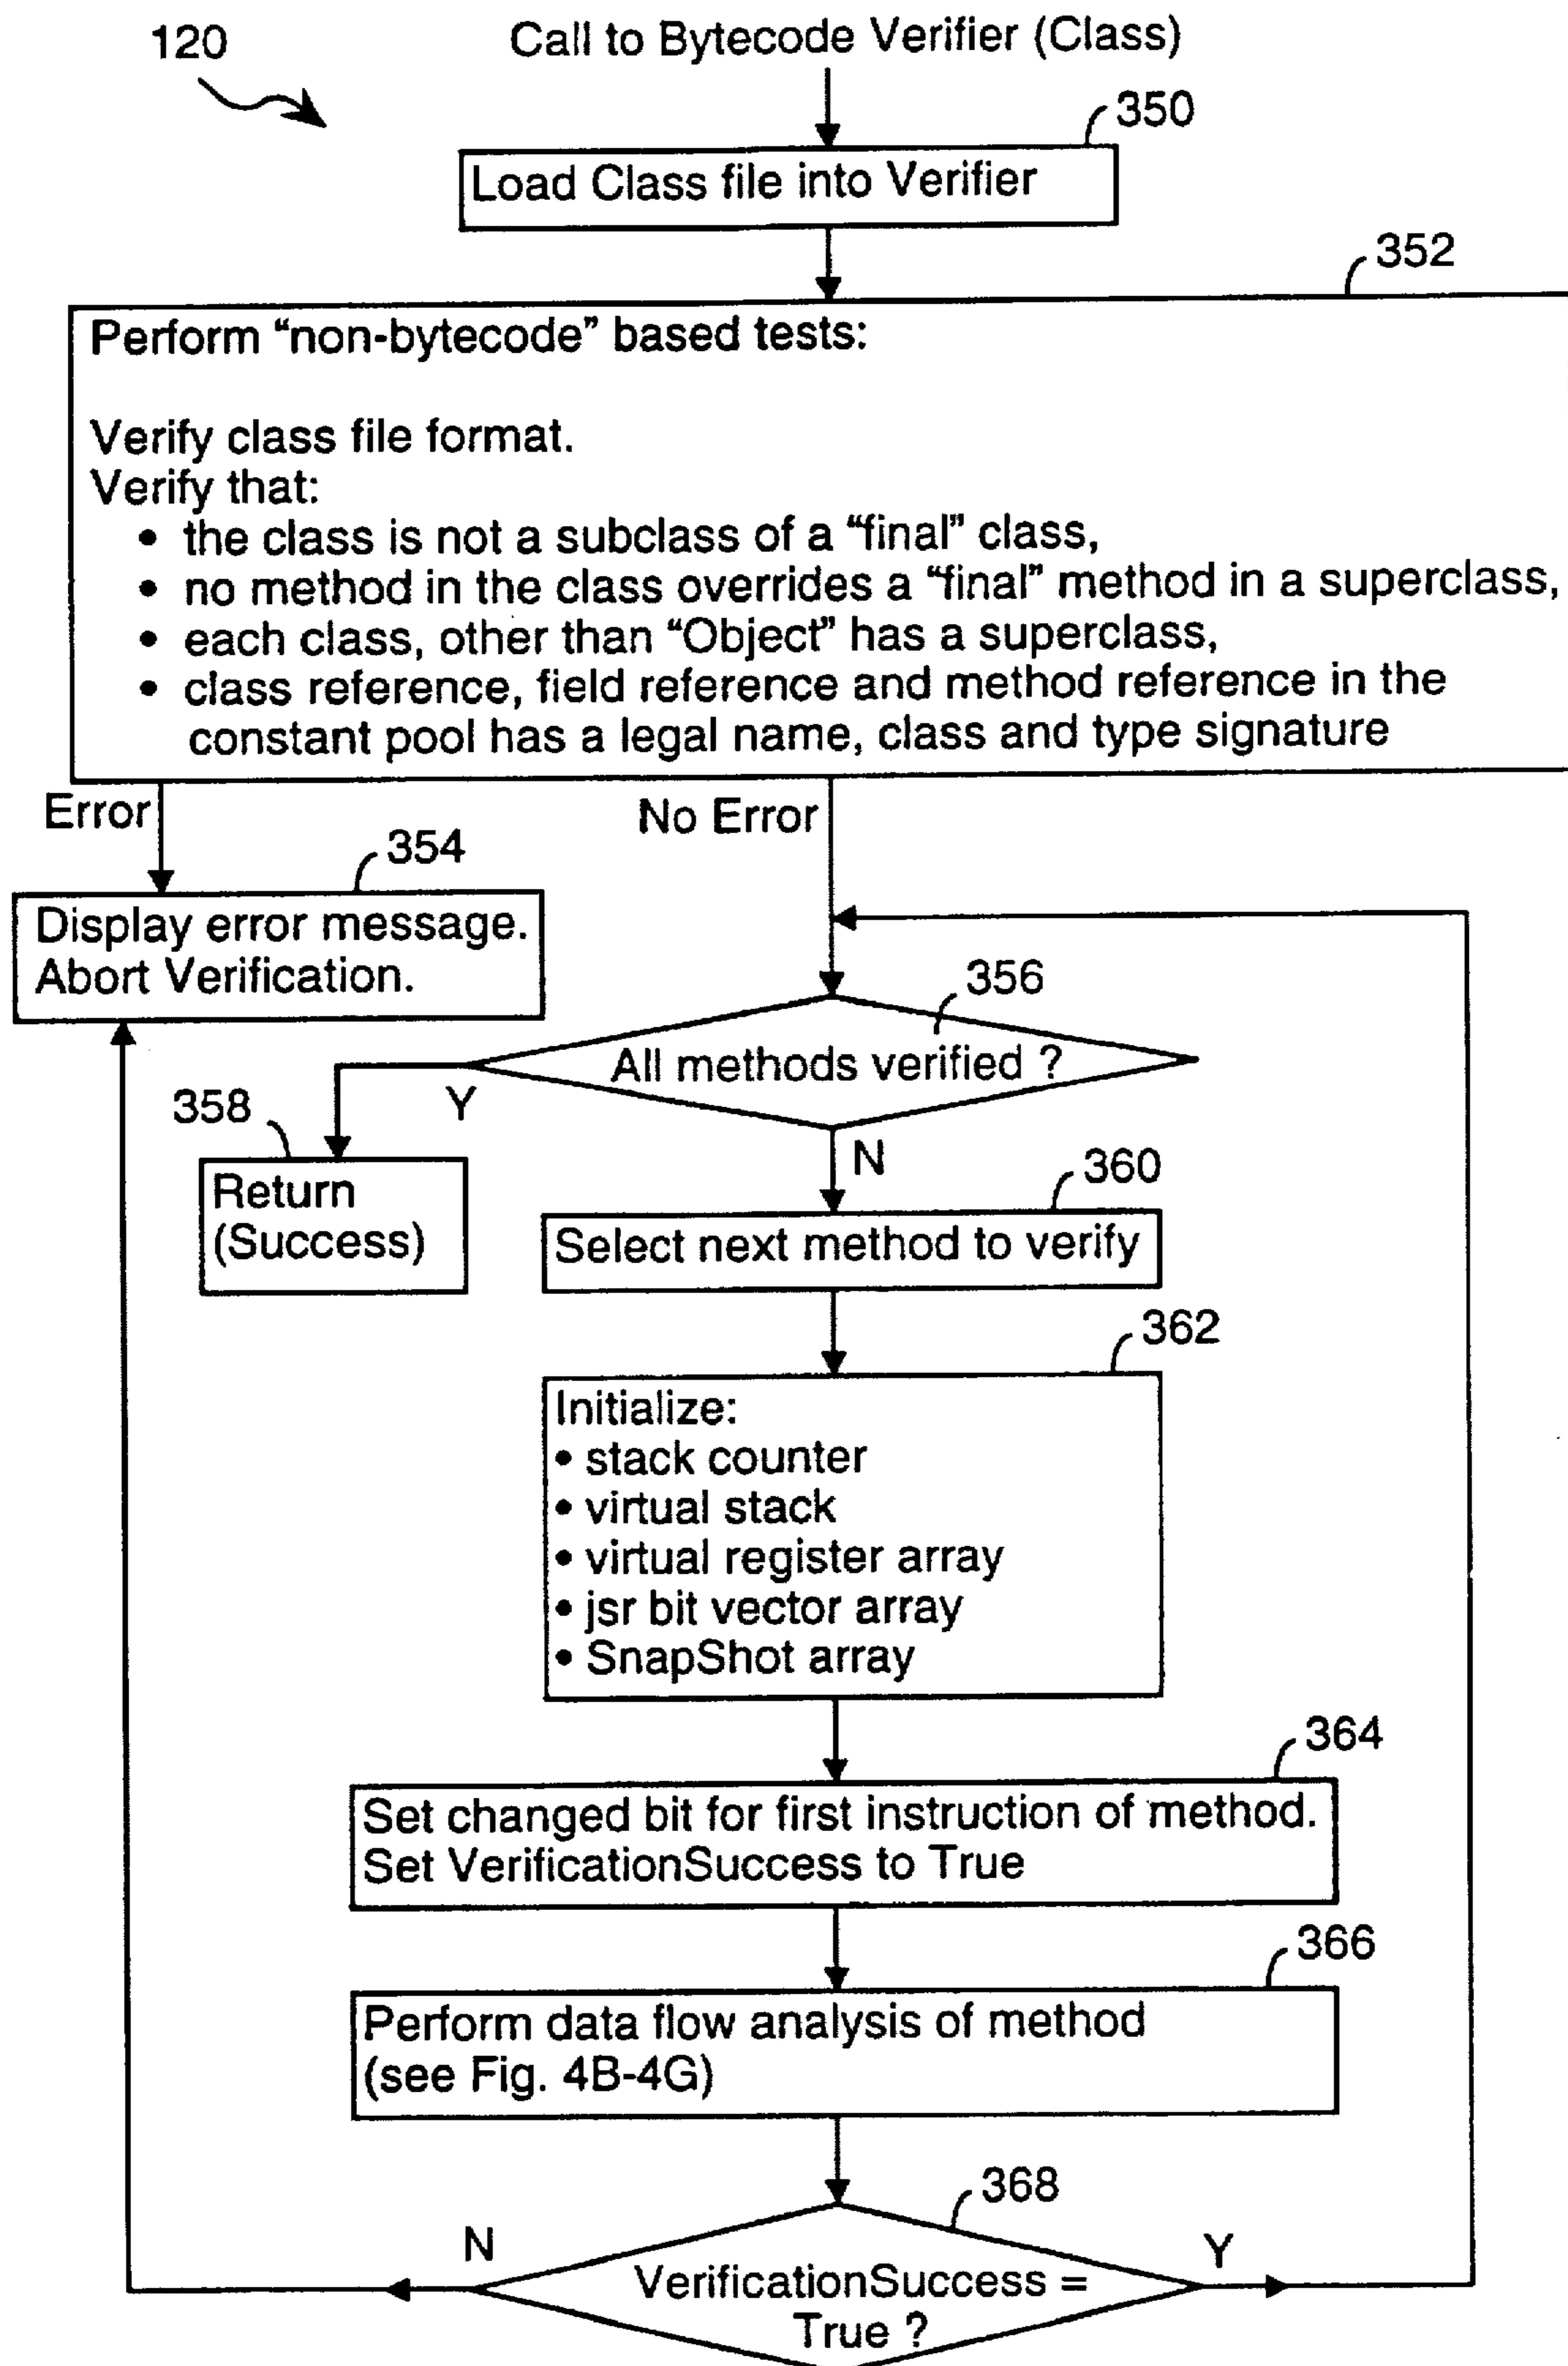 120
Call to Bytecode Verifier (Class)
350
Load Class file into Verifier
352
Perform “non-bytecode” based tests:
Verify class file format.
Verify that:
• the class is not a subclass of a “final” class,
• no method in the class overrides a “final” method in a superclass,
• each class, other than “Object” has a superclass,
• class reference, field reference and method reference in the
constant pool has a legal name, class and type signature
Error
No Error
354
Display error message.
Abort Verification.
356
All methods verified ?
Y
358
Return
(Success)
N
360
Select next method to verify
362
Initialize:
• stack counter
• virtual stack
• virtual register array
• jsr bit vector array
• SnapShot array
364
Set changed bit for first instruction of method.
Set VerificationSuccess to True
366
Perform data flow analysis of method
(see Fig. 4B-4G)
368
N
Y
VerificationSuccess =
True ?